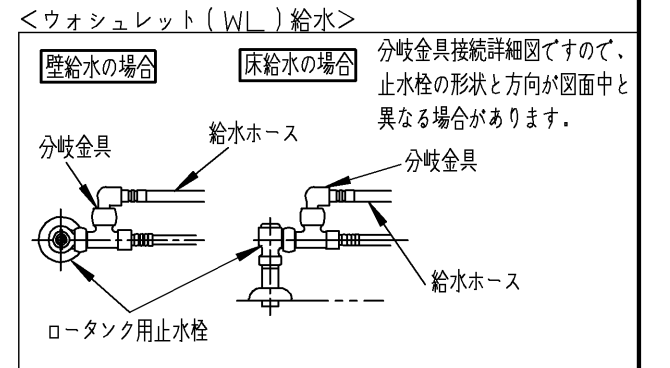 <ウォシュレット(WL)給水>
壁給水の場合
床給水の場合
分岐金具接続詳細図ですので、
止水栓の形状と方向が図面中と
異なる場合があります.
分岐金具
給水ホース
分岐金具
給水ホース
ロータンク用止水栓